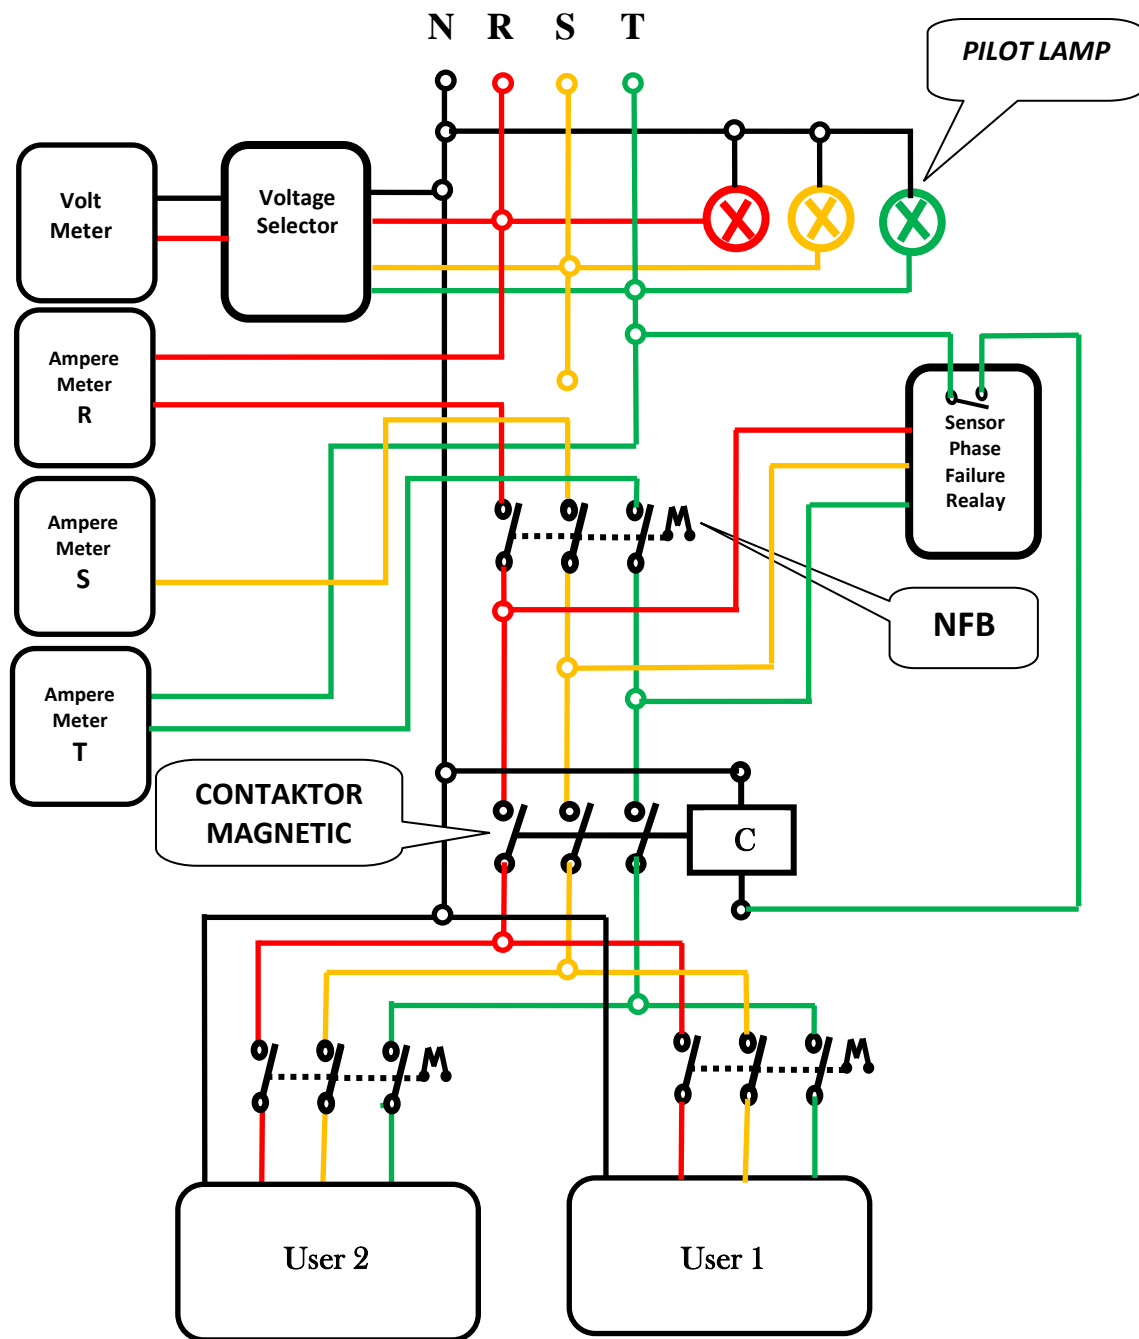 N R S T
PILOT LAMP
Volt
Meter
Voltage
Selector
Ampere
Meter
R
Sensor
Phase
Failure
Realay
Ampere
Meter
S
NFB
Ampere
Meter
T
CONTAKTOR
MAGNETIC
C
User 2
User 1